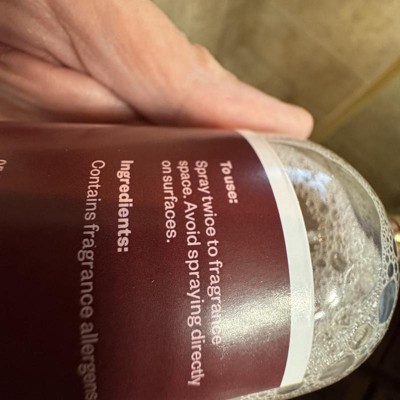 To use:
Spray twice to fragrance
space. Avoid spraying directly
on surfaces.
Ingredients:
Contains fragrance allergens